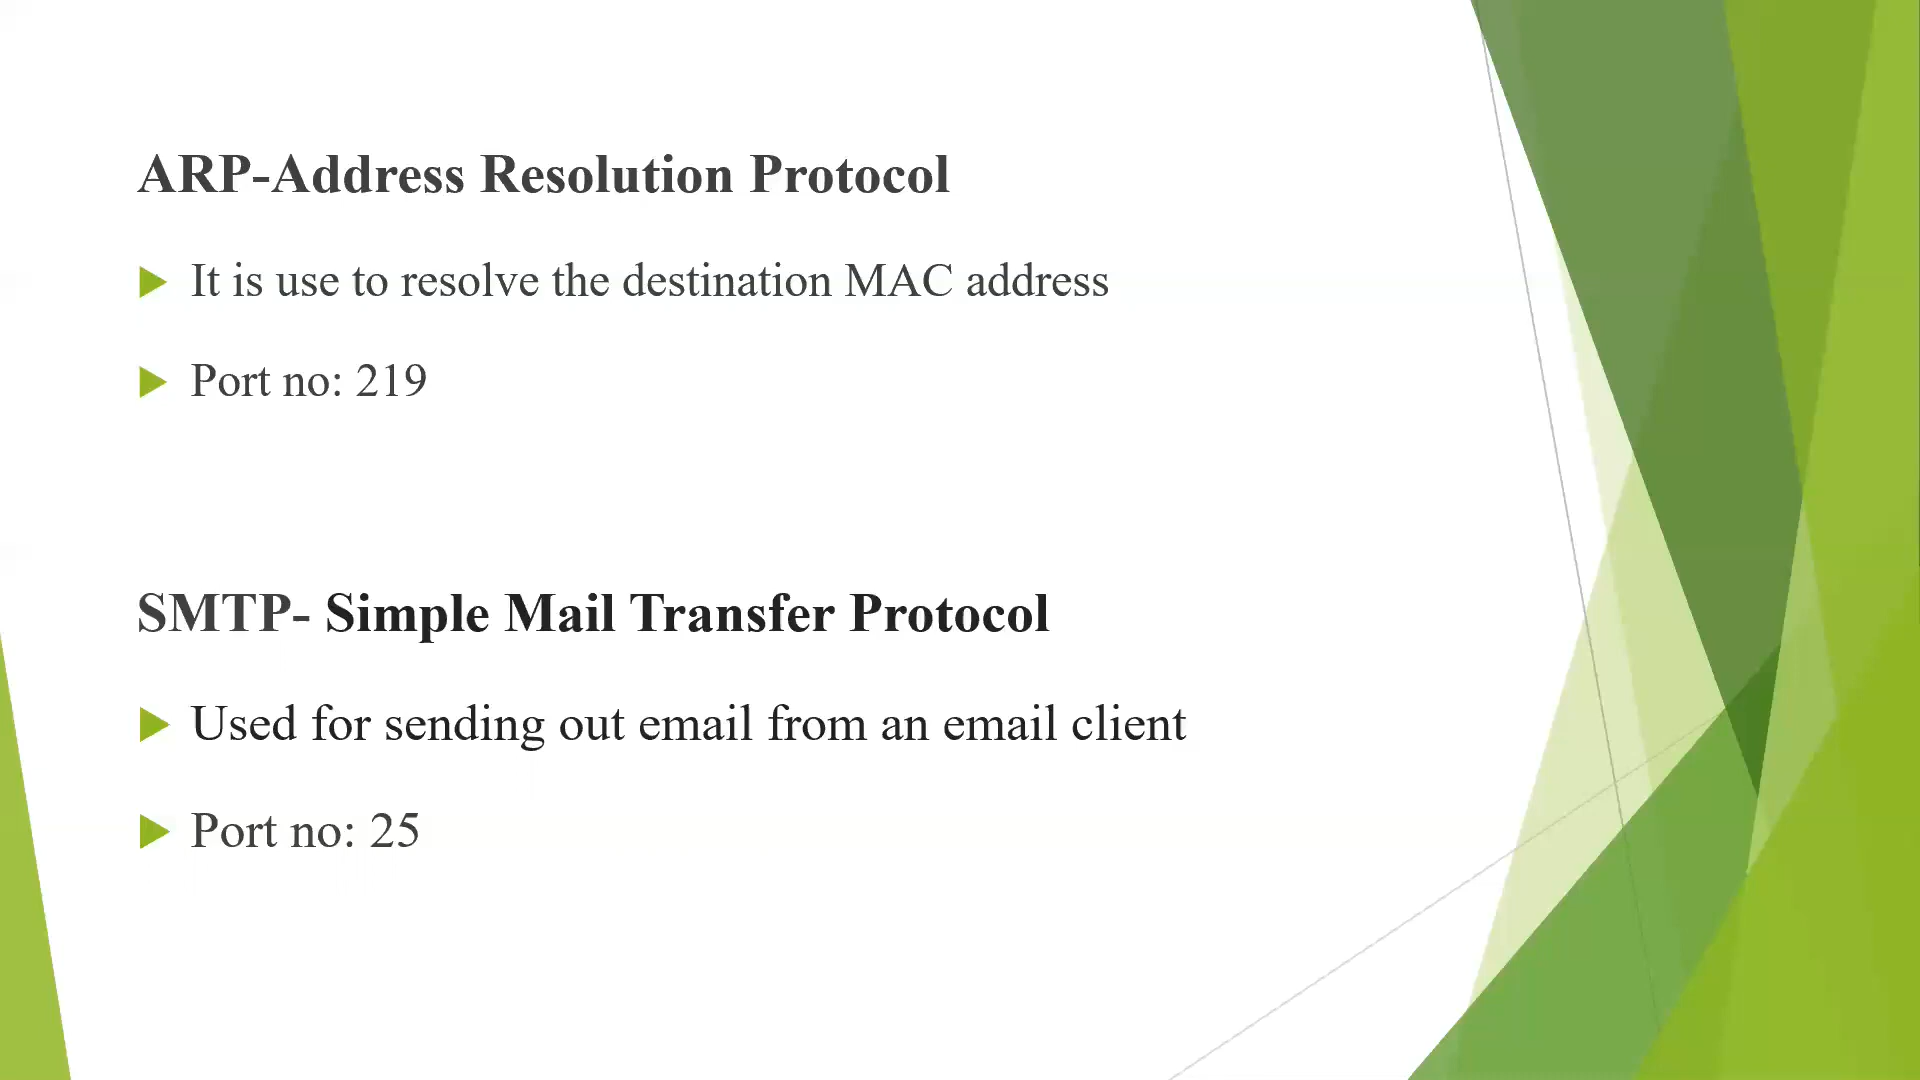 ARP-Address Resolution Protocol
It is use to resolve the destination MAC address
Port no: 219
SMTP- Simple Mail Transfer Protocol
Used for sending out email from an email client
Port no: 25